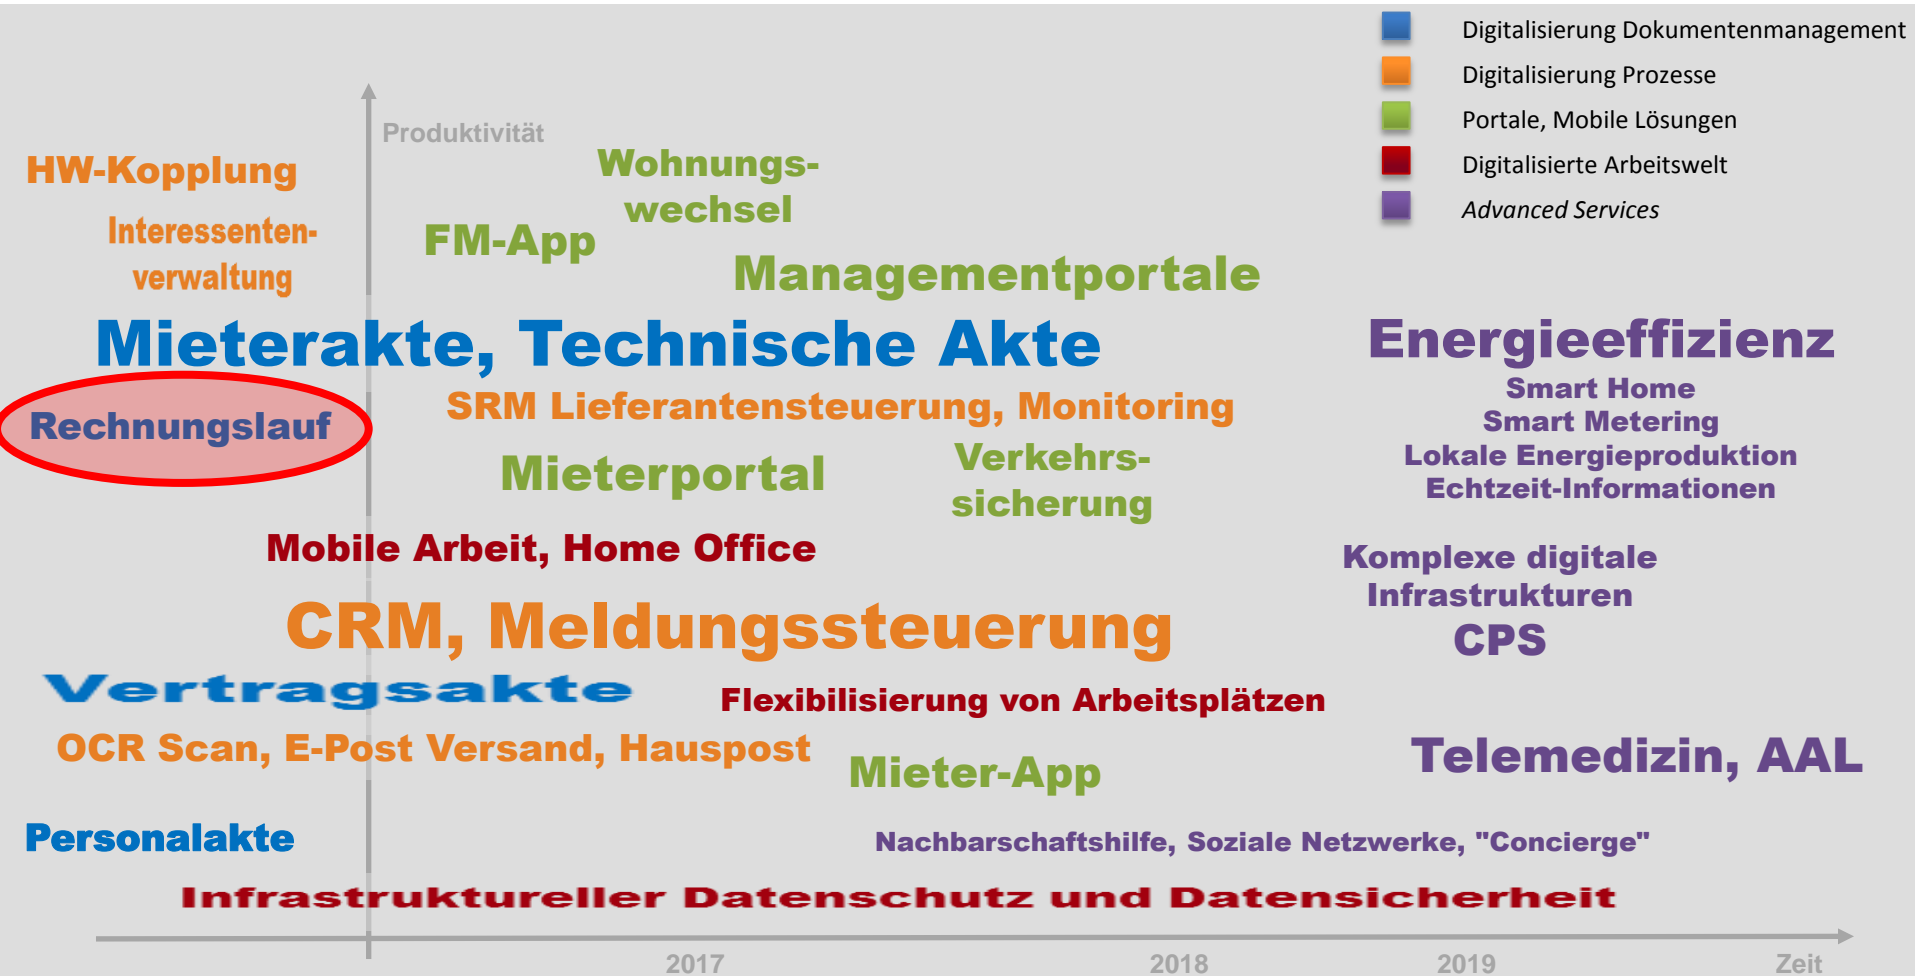 Digitalisierung Dokumentenmanagement
Digitalisierung Prozesse
Portale, Mobile Lösungen
Digitalisierte Arbeitswelt
Advanced Services
Produktivität
HW-Kopplung
Wohnungs-
wechsel
Interessenten-
verwaltung
FM-App
Managementportale
Mieterakte, Technische Akte
Energieeffizienz
Smart Home
Smart Metering
Lokale Energieproduktion
Echtzeit-Informationen
Rechnungslauf
SRM Lieferantensteuerung, Monitoring
Mieterportal
Verkehrs-
sicherung
Mobile Arbeit, Home Office
Komplexe digitale
Infrastrukturen
CPS
CRM, Meldungssteuerung
Vertragsakte
Flexibilisierung von Arbeitsplätzen
OCR Scan, E-Post Versand, Hauspost
Mieter-App
Telemedizin, AAL
Personalakte
Nachbarschaftshilfe, Soziale Netzwerke, "Concierge"
Infrastruktureller Datenschutz und Datensicherheit
2017
2018
2019
Zeit